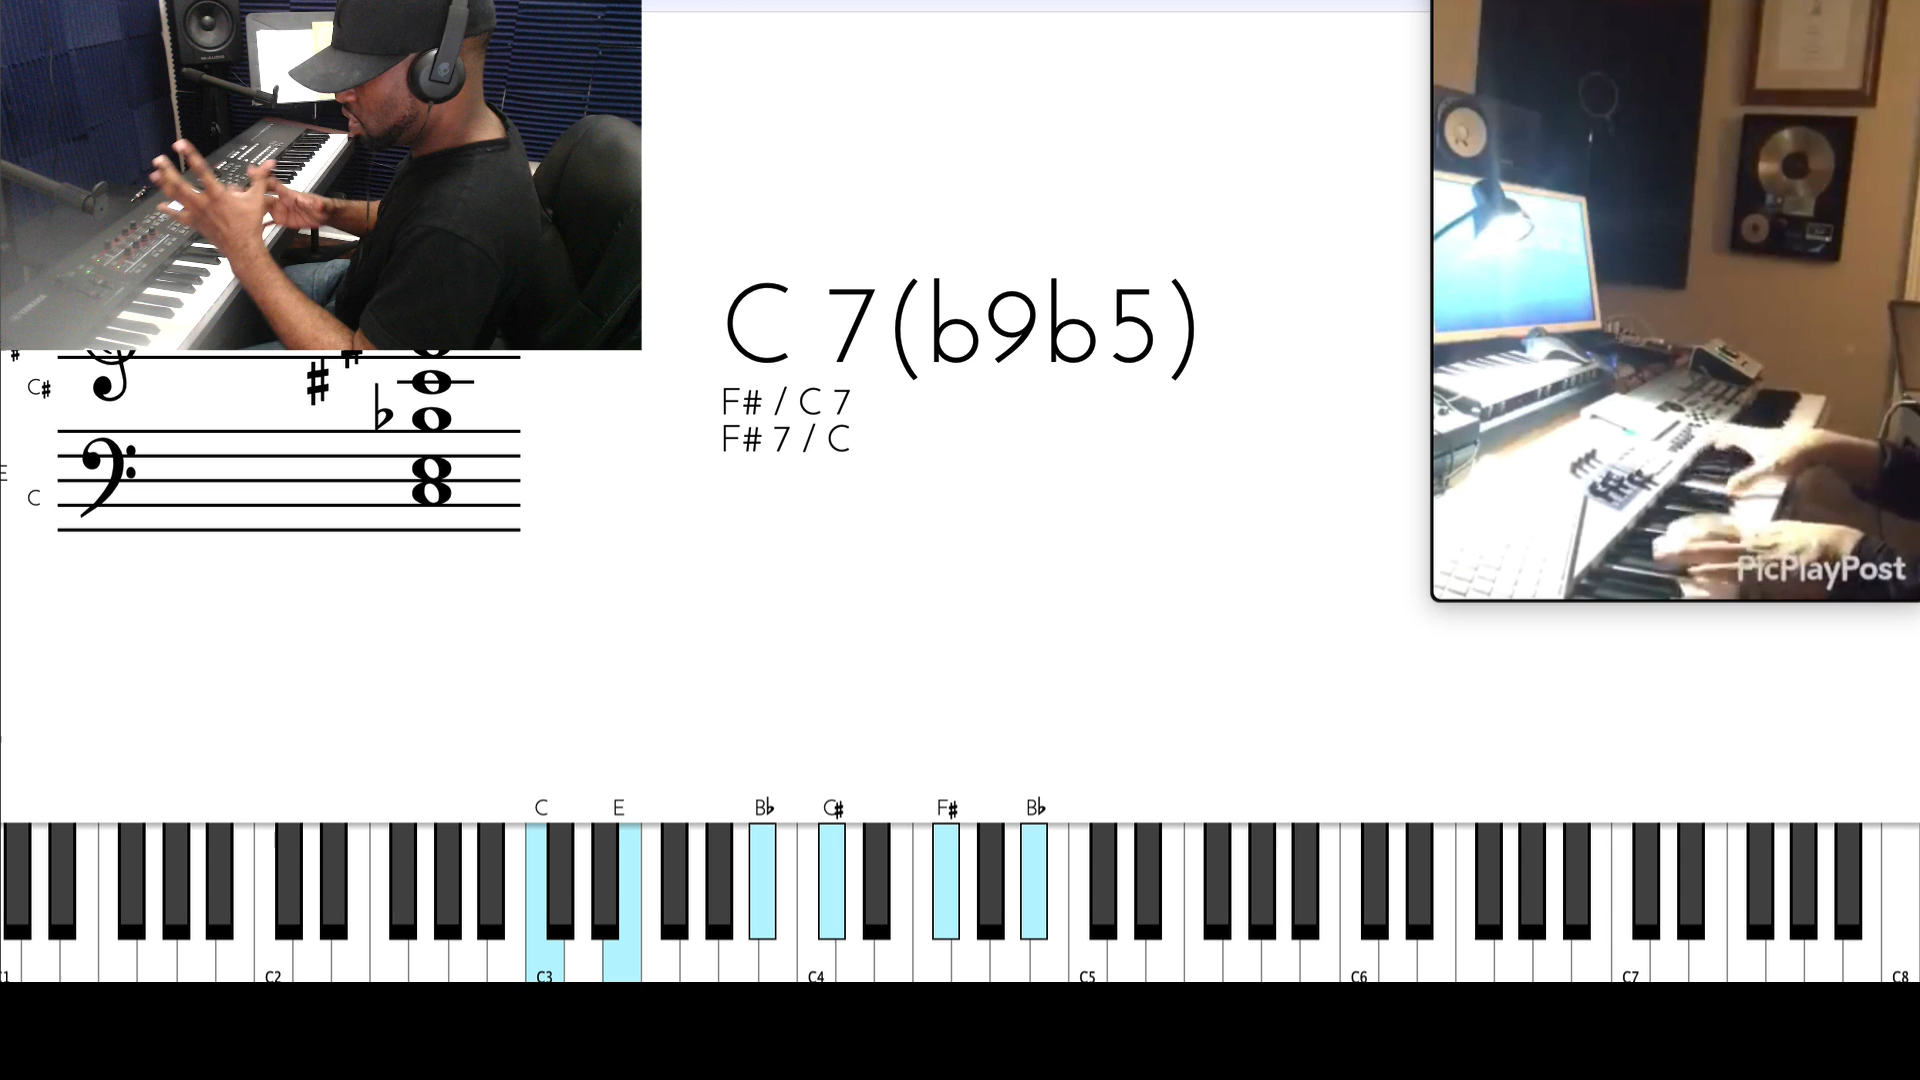 C 7(b9b5)
F# / C 7
F# 7 / C
C#
E
C
PicPlayPost
C E B♭ C# F# B♭
C2 C3 C4 C5 C6 C7 C8